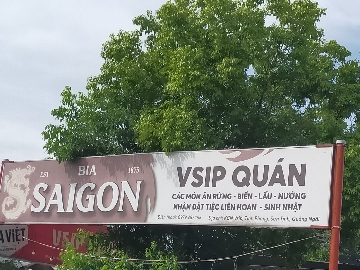 BIA
1875
SAIGON
VSIP QUÁN
CÁC MÓN ĂN RỪNG - BIỂN - LẨU - NƯỚNG
NHẬN ĐẶT TIỆC LIÊN HOAN - SINH NHẬT
VIỆT
VSIP